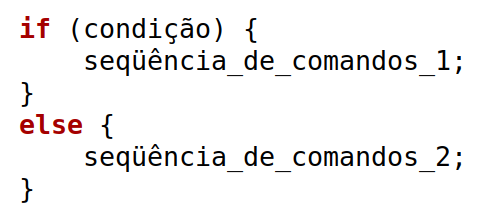 if (condição) {
    seqüência_de_comandos_1;
}
else {
    seqüência_de_comandos_2;
}